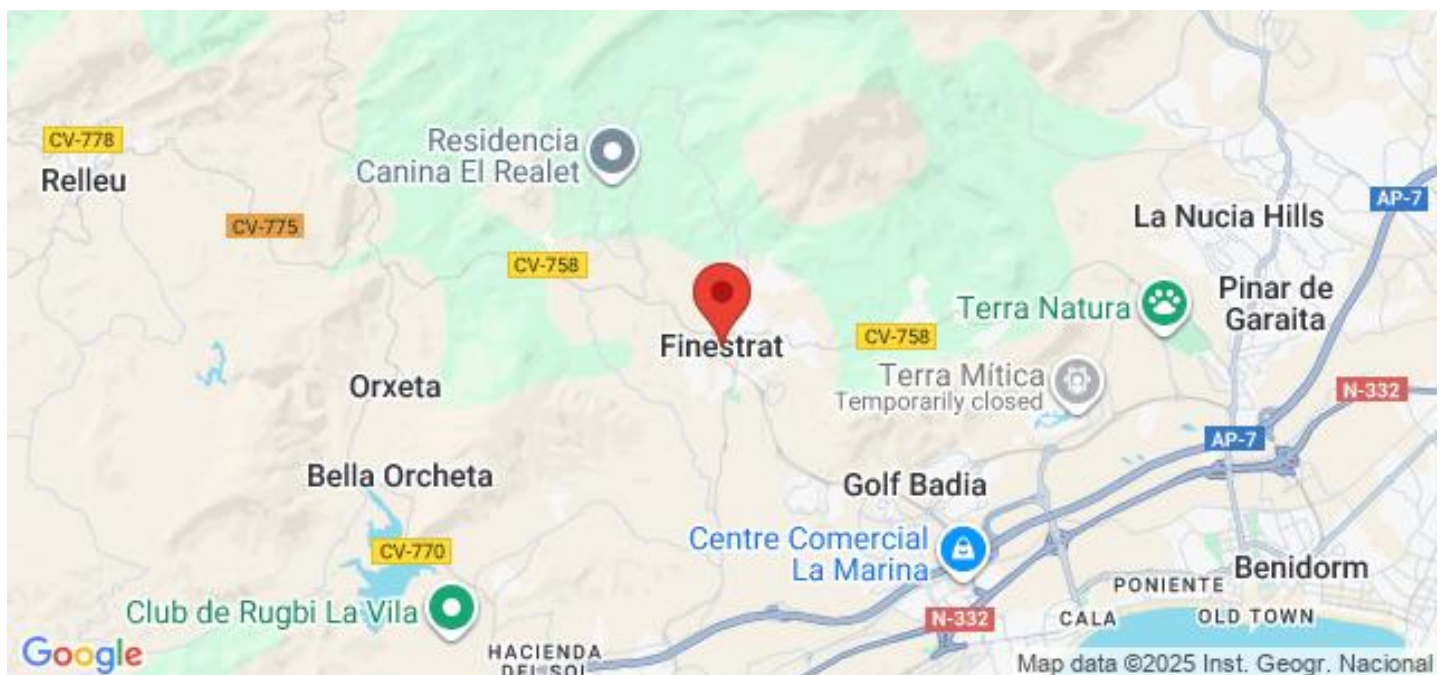 CV-778
Relleu
Residencia
Canina El Realet
CV-775
CV-758
AP-7
La Nucia Hills
Terra Natura
Pinar de
Garaita
Finestrat
CV-758
Terra Mítica
Temporarily closed
Orxeta
N-332
AP-7
Bella Orcheta
Golf Badia
CV-770
Centre Comercial
La Marina
Benidorm
PONIENTE
Club de Rugbi La Vila
N-332
CALA
OLD TOWN
HACIENDA
DEL SOL
Google
Map data ©2025 Inst. Geogr. Nacional